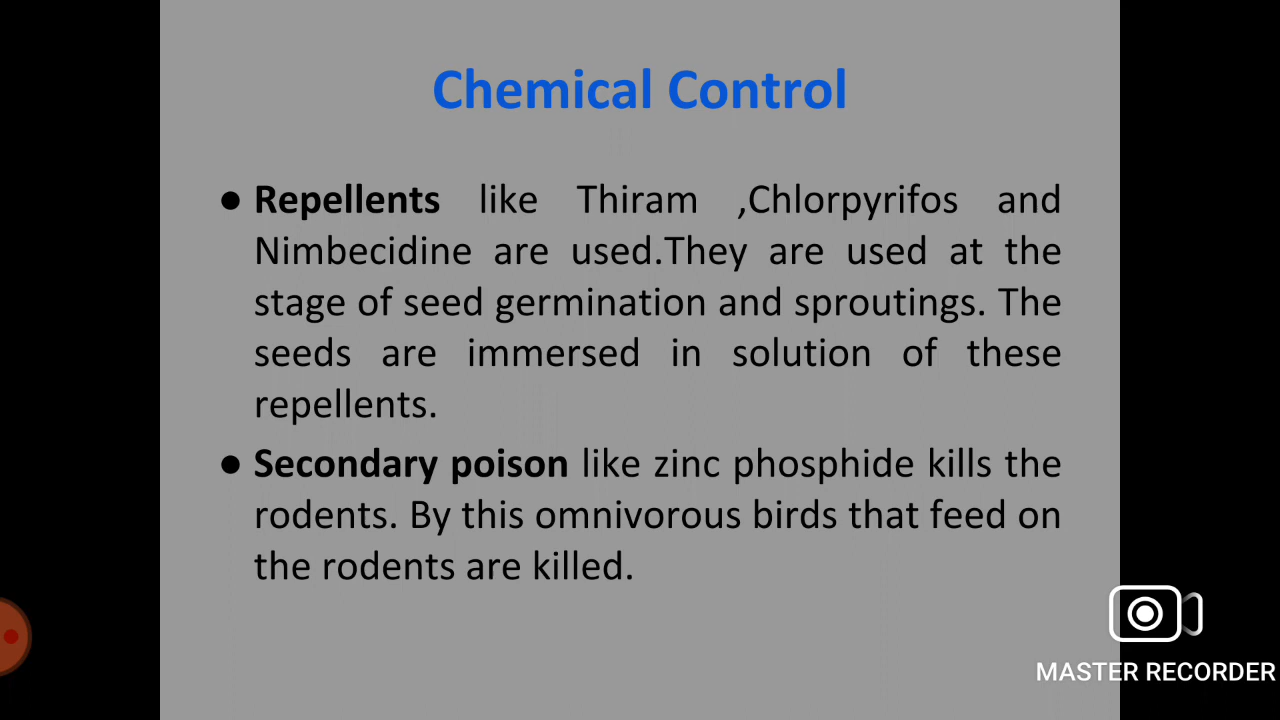 Chemical Control
● Repellents like Thiram ,Chlorpyrifos and
Nimbecidine are used.They are used at the
stage of seed germination and sproutings. The
seeds are immersed in solution of these
repellents.
● Secondary poison like zinc phosphide kills the
rodents. By this omnivorous birds that feed on
the rodents are killed.
MASTER RECORDER